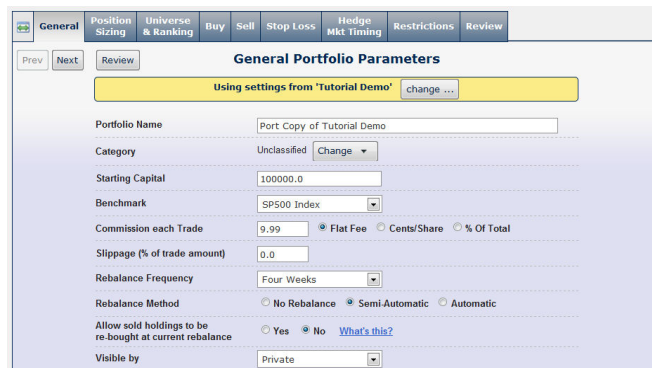 General
Position Sizing
Universe & Ranking
Buy
Sell
Stop Loss
Hedge Mkt Timing
Restrictions
Review
Prev Next Review General Portfolio Parameters
Using settings from 'Tutorial Demo' change ...
Portfolio Name Port Copy of Tutorial Demo
Category Unclassified Change
Starting Capital 100000.0
Benchmark SP500 Index
Commission each Trade 9.99 Flat Fee Cents/Share % Of Total
Slippage (% of trade amount) 0.0
Rebalance Frequency Four Weeks
Rebalance Method No Rebalance Semi-Automatic Automatic
Allow sold holdings to be
re-bought at current rebalance Yes No What's this?
Visible by Private